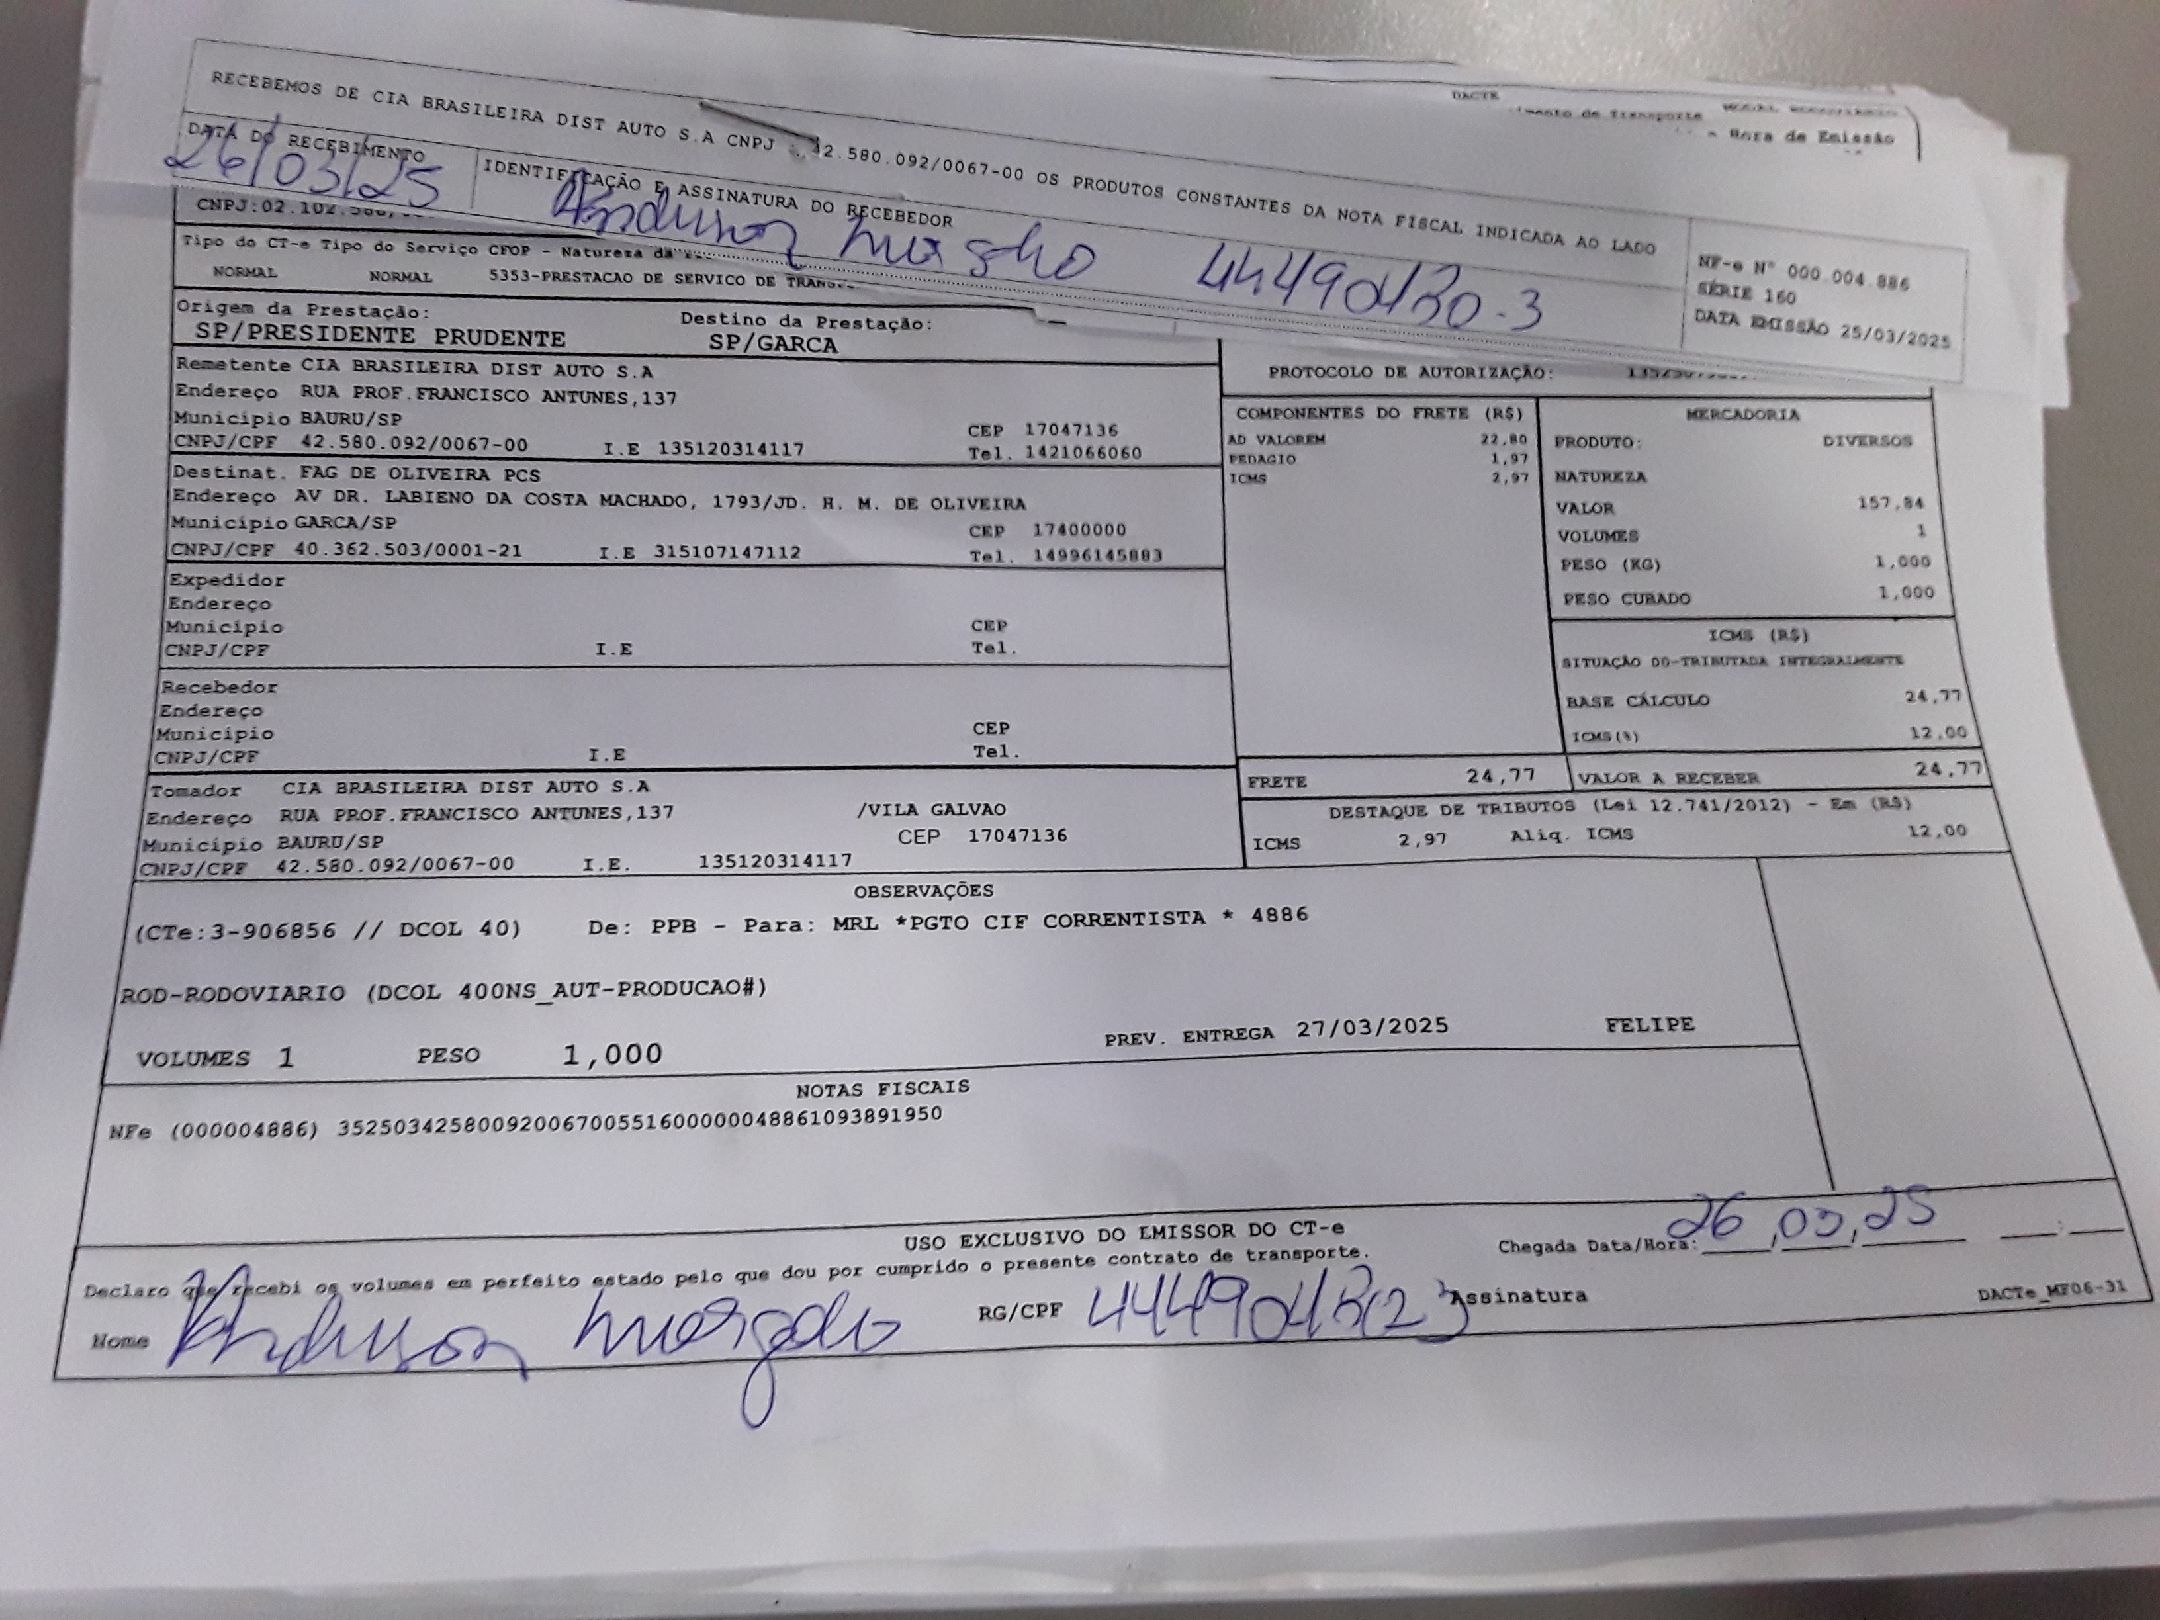 DACTE
RECEBEMOS DE CIA BRASILEIRA DIST AUTO S.A CNPJ 42.580.092/0067-00 OS PRODUTOS CONSTANTES DA NOTA FISCAL INDICADA AO LADO
Hora de Emissão
DATA DO RECEBIMENTO
26/03/25
IDENTIFICAÇÃO E ASSINATURA DO RECEBEDOR
Anderson
NF-e Nº 000.004.886
SÉRIE 160
DATA EMISSÃO 25/03/2025
CNPJ:02.102.
Tipo do CT-e Tipo do Serviço CFOP - Natureza da
NORMAL NORMAL 5353-PRESTACAO DE SERVICO DE
Origem da Prestação: Destino da Prestação:
SP/PRESIDENTE PRUDENTE SP/GARCA
Remetente CIA BRASILEIRA DIST AUTO S.A
Endereço RUA PROF.FRANCISCO ANTUNES,137
Município BAURU/SP CEP 17047136
CNPJ/CPF 42.580.092/0067-00 I.E 135120314117 Tel. 1421066060
Destinat. FAG DE OLIVEIRA PCS
Endereço AV DR. LABIENO DA COSTA MACHADO, 1793/JD. H. M. DE OLIVEIRA
Município GARCA/SP CEP 17400000
CNPJ/CPF 40.362.503/0001-21 I.E 315107147112 Tel. 14996145883
Expedidor
Endereço
Município CEP
CNPJ/CPF I.E Tel.
Recebedor
Endereço
Município CEP
CNPJ/CPF I.E Tel.
Tomador CIA BRASILEIRA DIST AUTO S.A
Endereço RUA PROF.FRANCISCO ANTUNES,137 /VILA GALVAO
Município BAURU/SP CEP 17047136
CNPJ/CPF 42.580.092/0067-00 I.E. 135120314117
PROTOCOLO DE AUTORIZAÇÃO:
COMPONENTES DO FRETE (R$)
AD VALOREM 22,80
PEDAGIO 1,97
ICMS 2,97
MERCADORIA
PRODUTO: DIVERSOS
NATUREZA
VALOR 157,84
VOLUMES 1
PESO (KG) 1,000
PESO CUBADO 1,000
ICMS (R$)
SITUAÇÃO DO-TRIBUTADA INTEGRALMENTE
BASE CÁLCULO 24,77
ICMS(%) 12,00
FRETE 24,77 VALOR A RECEBER 24,77
DESTAQUE DE TRIBUTOS (Lei 12.741/2012) - Em (R$)
ICMS 2,97 Aliq. ICMS 12,00
OBSERVAÇÕES
(CTe:3-906856 // DCOL 40) De: PPB - Para: MRL *PGTO CIF CORRENTISTA * 4886
ROD-RODOVIARIO (DCOL 400NS_AUT-PRODUCAO#)
VOLUMES 1 PESO 1,000 PREV. ENTREGA 27/03/2025 FELIPE
NOTAS FISCAIS
NFe (000004886) 35250342580092006700551600000048861093891950
USO EXCLUSIVO DO EMISSOR DO CT-e
Declaro que recebi os volumes em perfeito estado pelo que dou por cumprido o presente contrato de transporte.
Chegada Data/Hora: 26,03,25
Nome Anderson RG/CPF Assinatura
DACTe_MF06-31